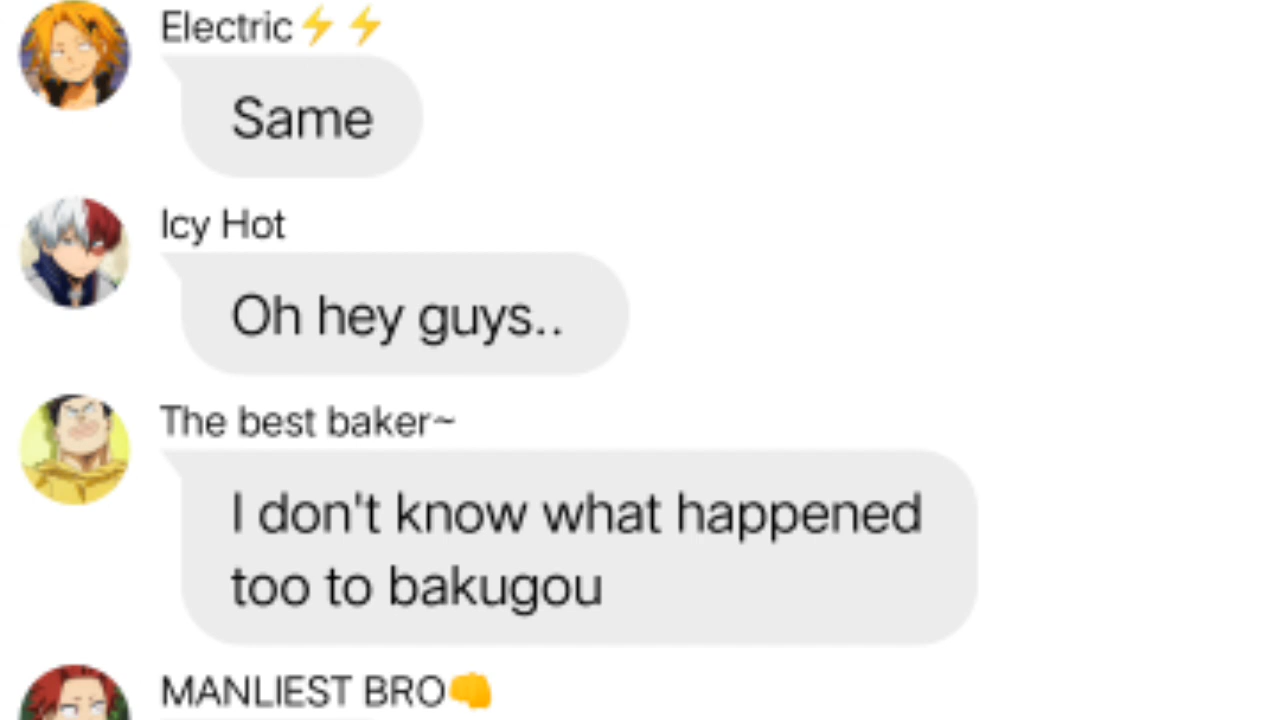 Electric⚡⚡
Same
Icy Hot
Oh hey guys..
The best baker~
I don't know what happened
too to bakugou
MANLIEST BRO👊